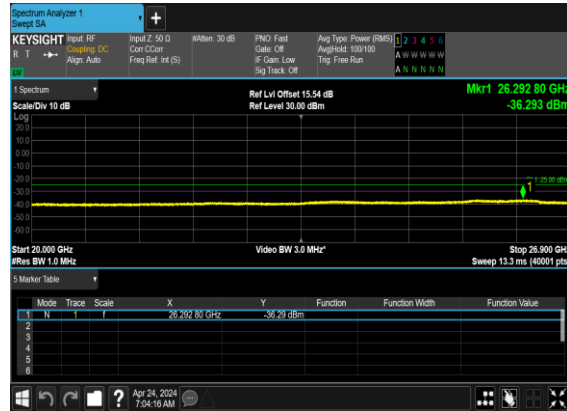 Spectrum Analyzer 1
Swept SA
+
KEYSIGHT Input: RF Input Z: 50 Ω #Atten: 30 dB PNO: Fast Avg Type: Power (RMS) 1 2 3 4 5 6
R T Coupling: DC Corr CCorr Gate: Off Avg|Hold: 100/100 A W W W W W
Align: Auto Freq Ref: Int (S) IF Gain: Low Trig: Free Run
Sig Track: Off A N N N N N
1 Spectrum Ref Lvl Offset 15.54 dB Mkr1 26.292 80 GHz
Scale/Div 10 dB Ref Level 30.00 dBm -36.293 dBm
Log
20.0
10.0
0.00
-10.0
-20.0
-25.00 dBm
-30.0
1
-40.0
-50.0
-60.0
Start 20.000 GHz Video BW 3.0 MHz* Stop 26.900 GHz
#Res BW 1.0 MHz Sweep 13.3 ms (40001 pts)
5 Marker Table
Mode Trace Scale X Y Function Function Width Function Value
1 N 1 f 26.292 80 GHz -36.29 dBm
2
3
4
5
6
? Apr 24, 2024
7:04:16 AM